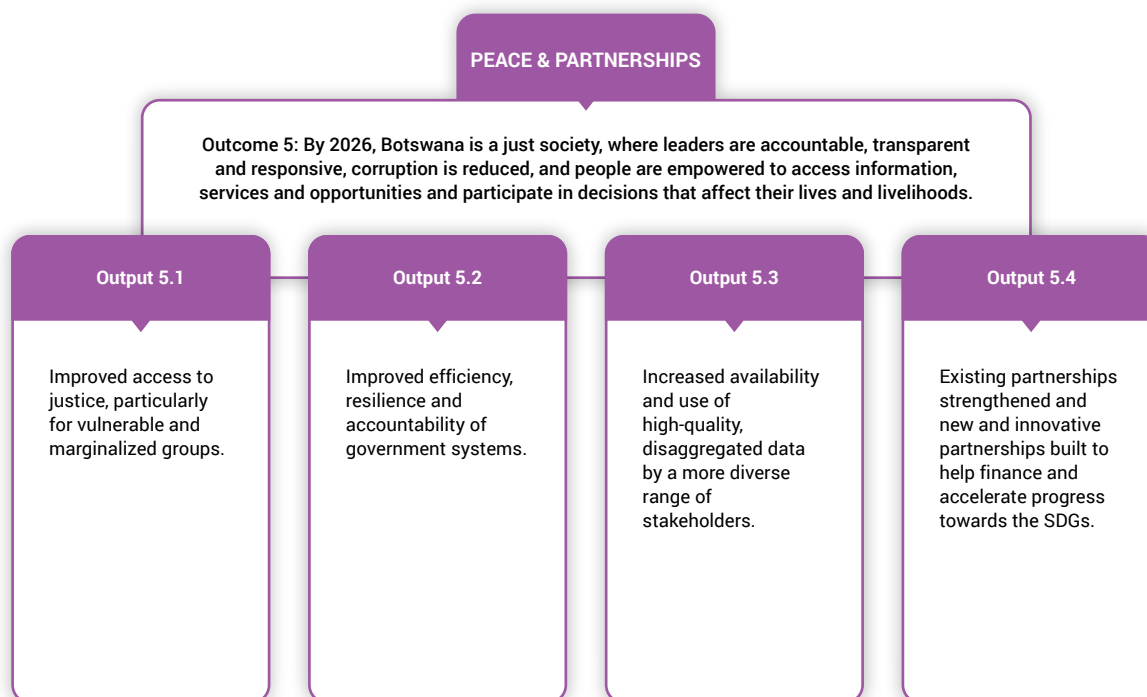 PEACE & PARTNERSHIPS
Outcome 5: By 2026, Botswana is a just society, where leaders are accountable, transparent
and responsive, corruption is reduced, and people are empowered to access information,
services and opportunities and participate in decisions that affect their lives and livelihoods.
Output 5.1
Improved access to
justice, particularly
for vulnerable and
marginalized groups.
Output 5.2
Improved efficiency,
resilience and
accountability of
government systems.
Output 5.3
Increased availability
and use of
high-quality,
disaggregated data
by a more diverse
range of
stakeholders.
Output 5.4
Existing partnerships
strengthened and
new and innovative
partnerships built to
help finance and
accelerate progress
towards the SDGs.